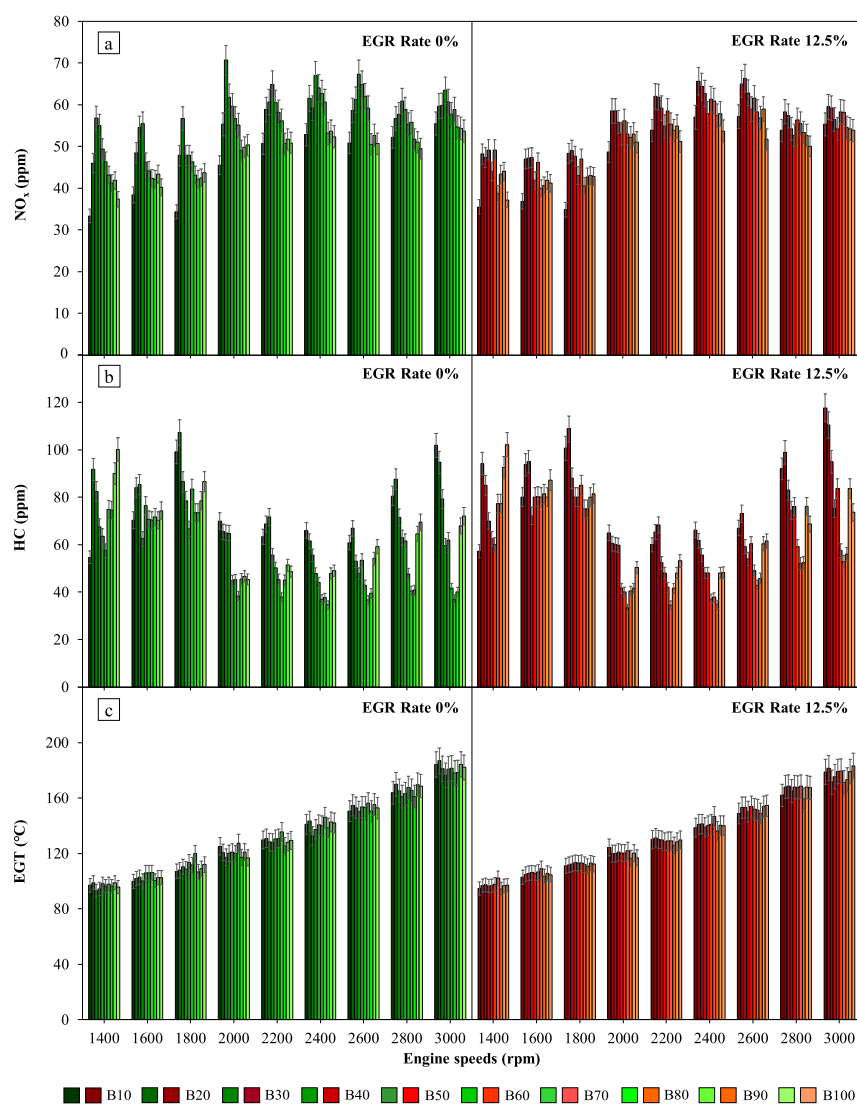 a
EGR Rate 0%
EGR Rate 12.5%
80
70
60
50
40
30
20
10
0
NOx (ppm)
b
EGR Rate 0%
EGR Rate 12.5%
120
100
80
60
40
20
0
HC (ppm)
c
EGR Rate 0%
EGR Rate 12.5%
200
160
120
80
40
0
EGT (°C)
1400 1600 1800 2000 2200 2400 2600 2800 3000 1400 1600 1800 2000 2200 2400 2600 2800 3000
Engine speeds (rpm)
B10 B20 B30 B40 B50 B60 B70 B80 B90 B100